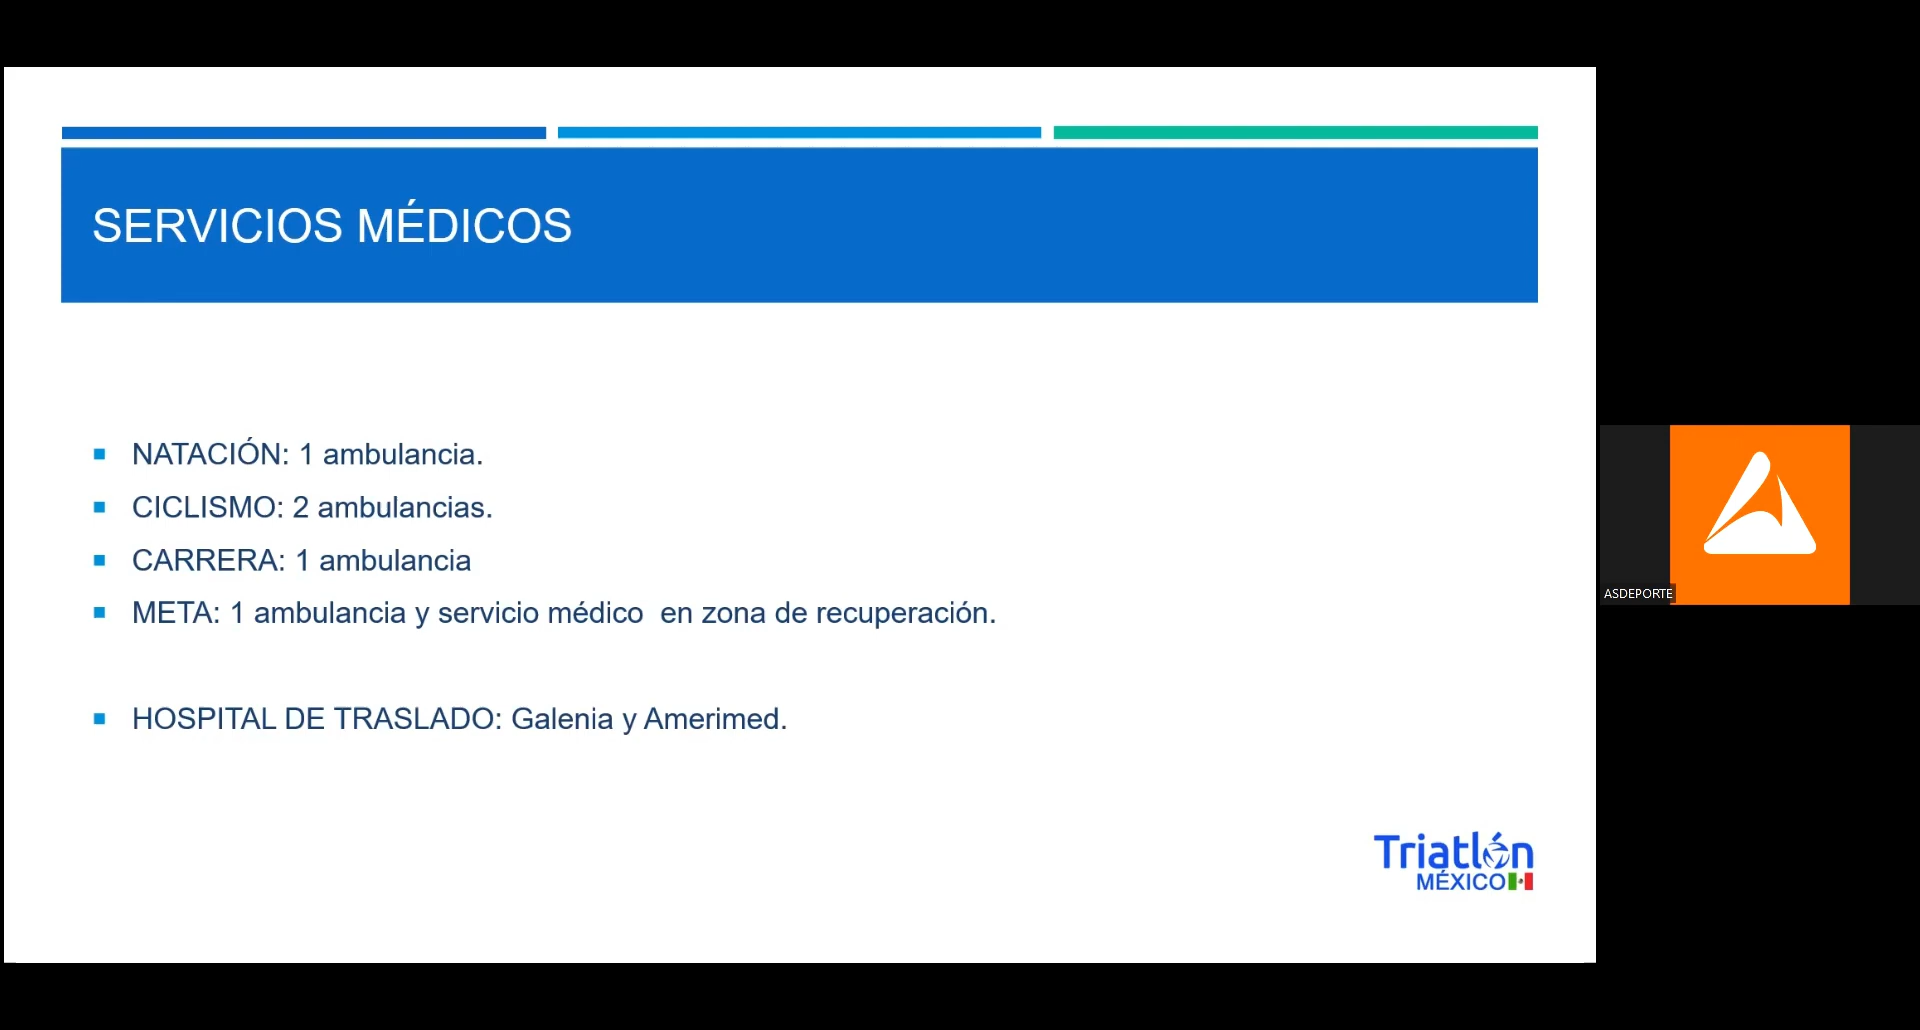 SERVICIOS MÉDICOS
NATACIÓN: 1 ambulancia.
CICLISMO: 2 ambulancias.
CARRERA: 1 ambulancia
META: 1 ambulancia y servicio médico  en zona de recuperación.
HOSPITAL DE TRASLADO: Galenia y Amerimed.
Triatlón
MÉXICO
ASDEPORTE